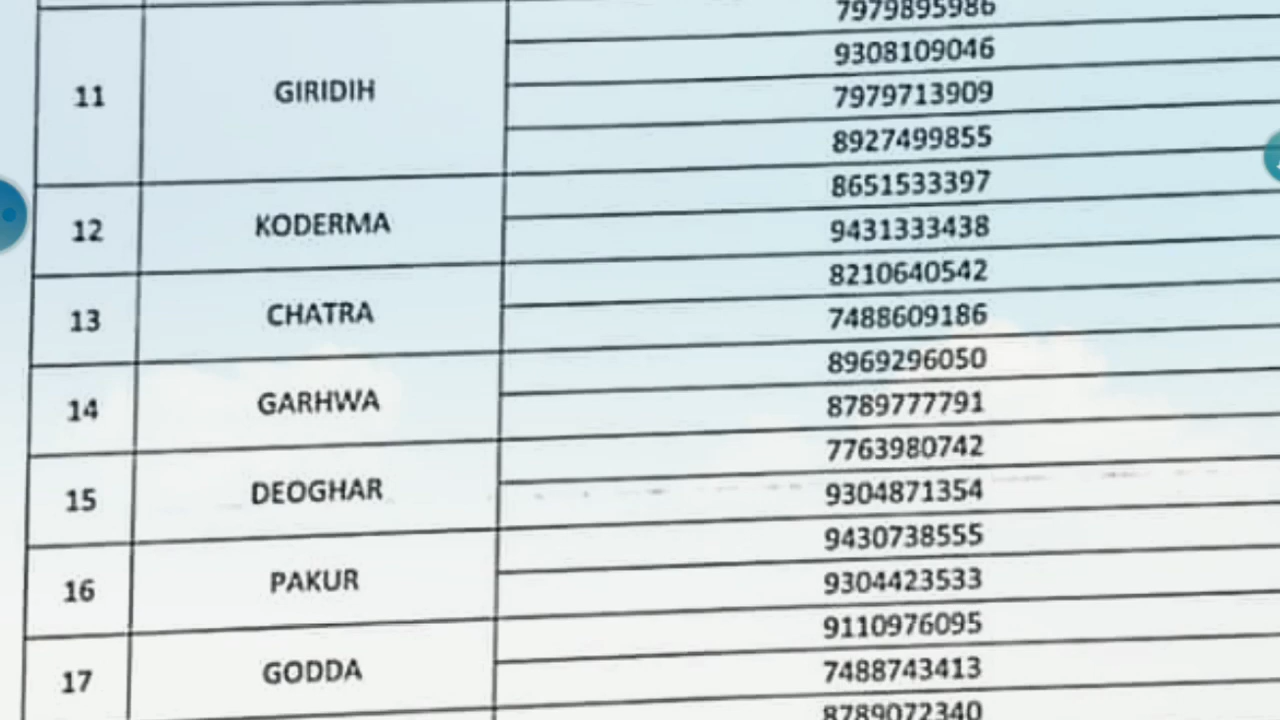 7979895986
9308109046
11 GIRIDIH
7979713909
8927499855
8651533397
12 KODERMA
9431333438
8210640542
13 CHATRA
7488609186
8969296050
14 GARHWA
8789777791
7763980742
15 DEOGHAR
9304871354
9430738555
16 PAKUR
9304423533
9110976095
17 GODDA
7488743413
8789072340